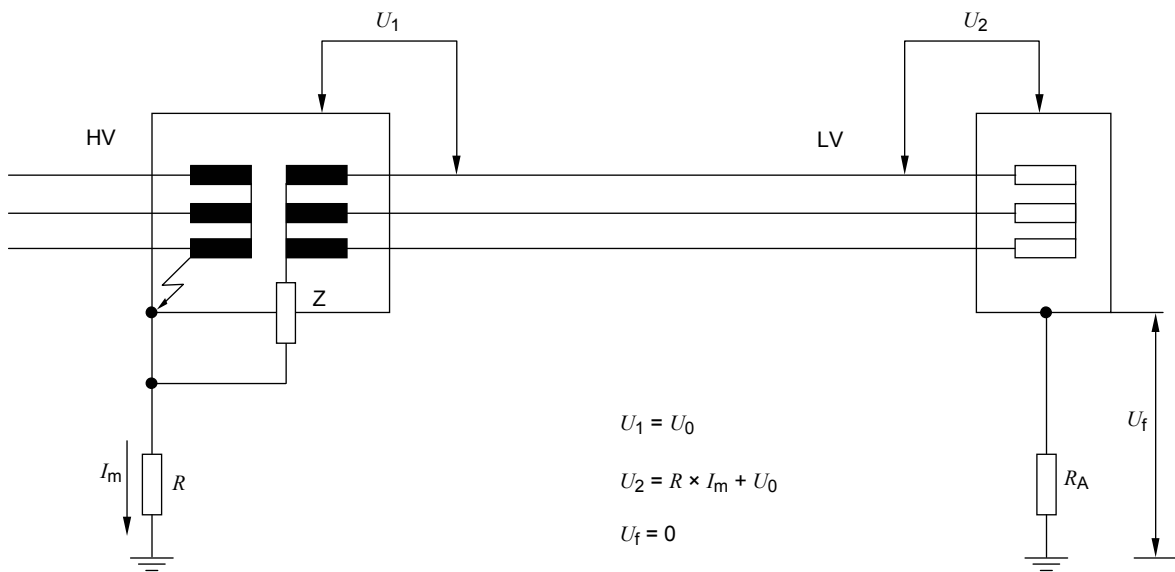 U1
U2
HV
LV
Z
U1 = U0
U2 = R × Im + U0
Uf = 0
Im
R
RA
Uf